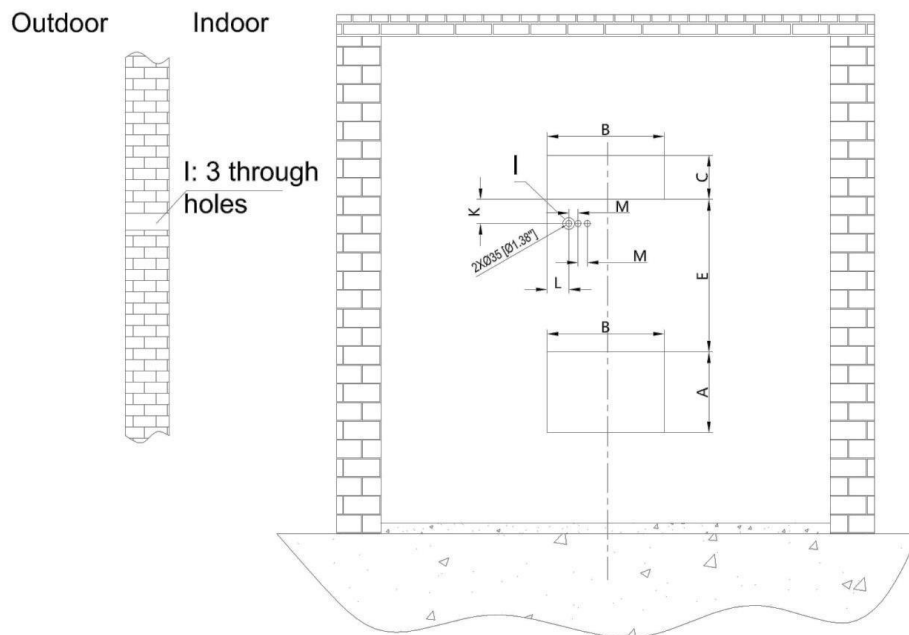 Outdoor
Indoor
I: 3 through
holes
B
C
I
K
M
2XØ35 [Ø1.38"]
M
E
L
B
A